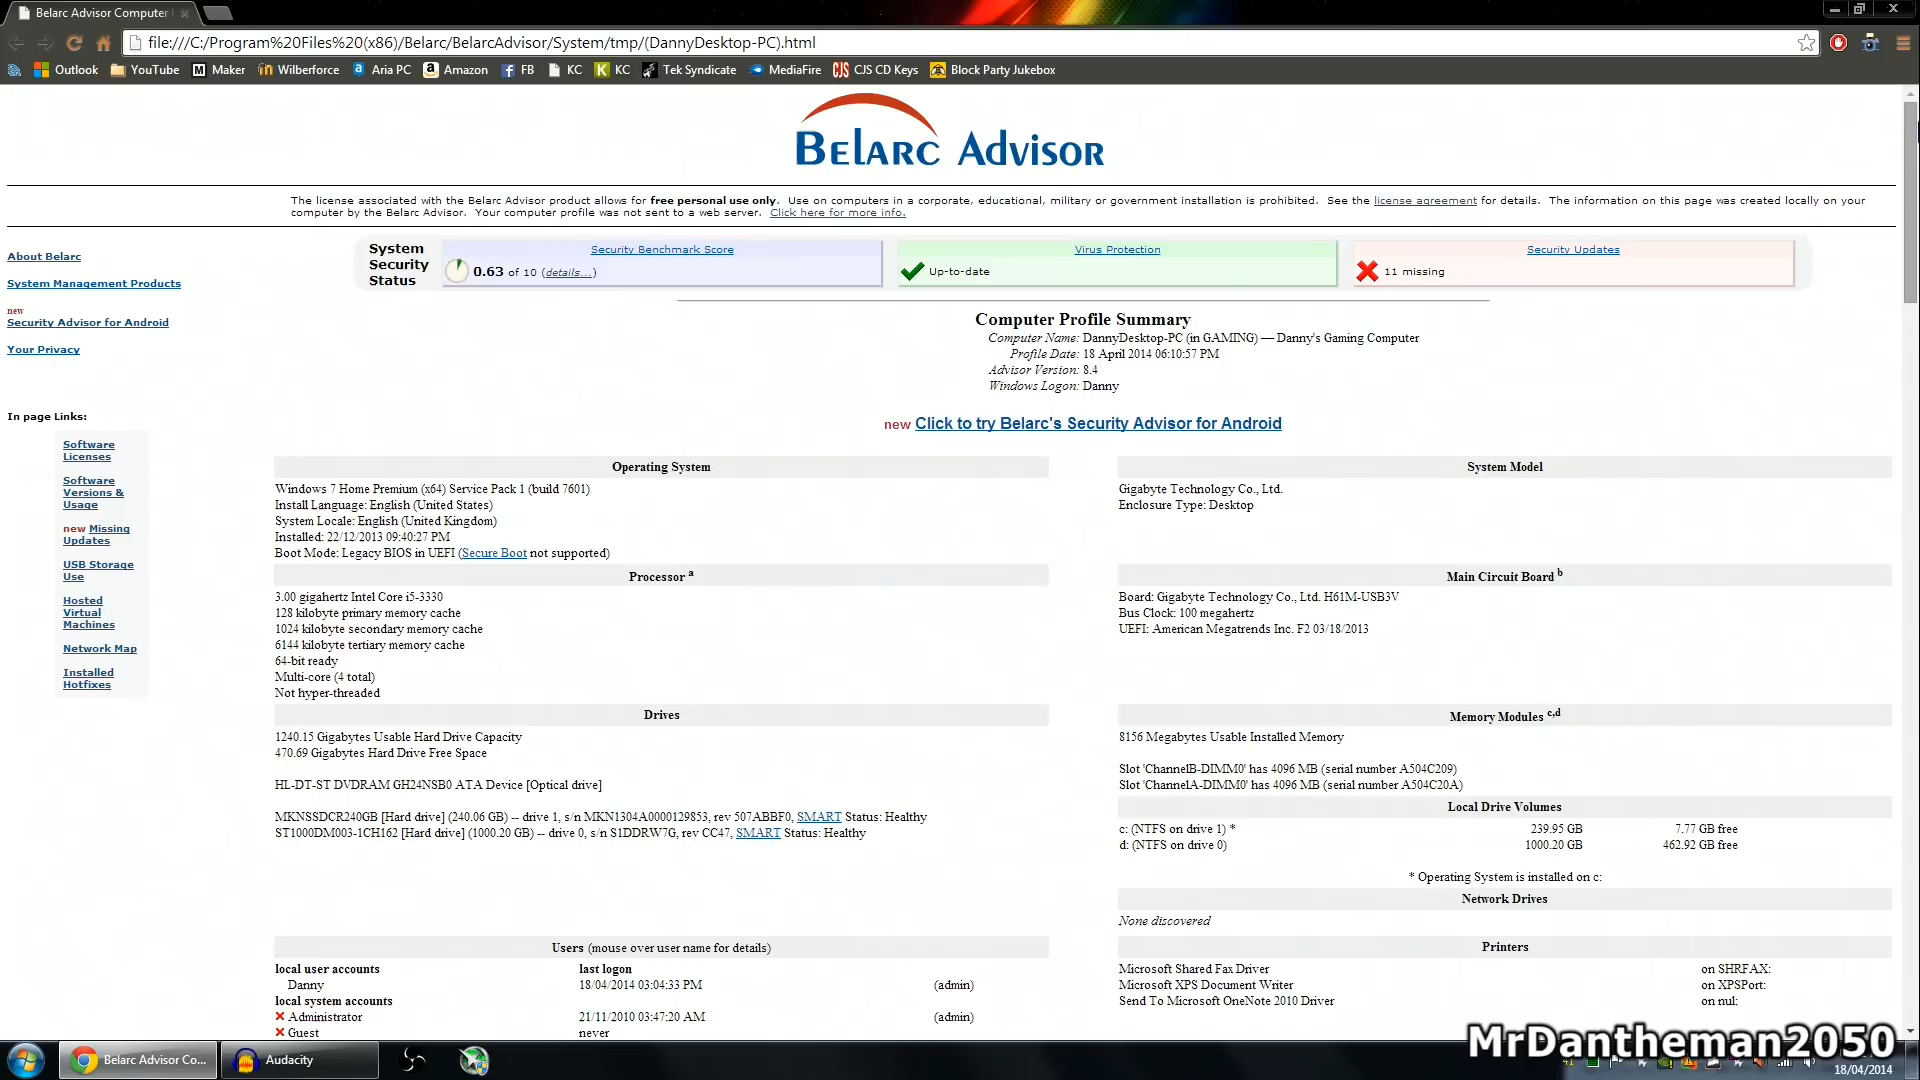 Belarc Advisor Computer
file:///C:/Program%20Files%20(x86)/Belarc/BelarcAdvisor/System/tmp/(DannyDesktop-PC).html
Outlook YouTube Maker Wilberforce Aria PC Amazon FB KC KC Tek Syndicate MediaFire CJS CD Keys Block Party Jukebox
BELARC ADVISOR
The license associated with the Belarc Advisor product allows for free personal use only. Use on computers in a corporate, educational, military or government installation is prohibited. See the license agreement for details. The information on this page was created locally on your
computer by the Belarc Advisor. Your computer profile was not sent to a web server. Click here for more info.
About Belarc
System Management Products
new
Security Advisor for Android
Your Privacy
In page Links:
Software
Licenses
Software
Versions &
Usage
new Missing
Updates
USB Storage
Use
Hosted
Virtual
Machines
Network Map
Installed
Hotfixes
System
Security
Status
Security Benchmark Score
0.63 of 10 (details...)
Virus Protection
Up-to-date
Security Updates
11 missing
Computer Profile Summary
Computer Name: DannyDesktop-PC (in GAMING) — Danny's Gaming Computer
Profile Date: 18 April 2014 06:10:57 PM
Advisor Version: 8.4
Windows Logon: Danny
new Click to try Belarc's Security Advisor for Android
Operating System
Windows 7 Home Premium (x64) Service Pack 1 (build 7601)
Install Language: English (United States)
System Locale: English (United Kingdom)
Installed: 22/12/2013 09:40:27 PM
Boot Mode: Legacy BIOS in UEFI (Secure Boot not supported)
System Model
Gigabyte Technology Co., Ltd.
Enclosure Type: Desktop
Processor a
3.00 gigahertz Intel Core i5-3330
128 kilobyte primary memory cache
1024 kilobyte secondary memory cache
6144 kilobyte tertiary memory cache
64-bit ready
Multi-core (4 total)
Not hyper-threaded
Main Circuit Board b
Board: Gigabyte Technology Co., Ltd. H61M-USB3V
Bus Clock: 100 megahertz
UEFI: American Megatrends Inc. F2 03/18/2013
Drives
1240.15 Gigabytes Usable Hard Drive Capacity
470.69 Gigabytes Hard Drive Free Space
HL-DT-ST DVDRAM GH24NSB0 ATA Device [Optical drive]
MKNSSDCR240GB [Hard drive] (240.06 GB) -- drive 1, s/n MKN1304A0000129853, rev 507ABBF0, SMART Status: Healthy
ST1000DM003-1CH162 [Hard drive] (1000.20 GB) -- drive 0, s/n S1DDRW7G, rev CC47, SMART Status: Healthy
Memory Modules c,d
8156 Megabytes Usable Installed Memory
Slot 'ChannelB-DIMM0' has 4096 MB (serial number A504C209)
Slot 'ChannelA-DIMM0' has 4096 MB (serial number A504C20A)
Local Drive Volumes
c: (NTFS on drive 1) * 239.95 GB 7.77 GB free
d: (NTFS on drive 0) 1000.20 GB 462.92 GB free
* Operating System is installed on c:
Network Drives
None discovered
Users (mouse over user name for details)
local user accounts last logon
Danny 18/04/2014 03:04:33 PM (admin)
local system accounts
Administrator 21/11/2010 03:47:20 AM (admin)
Guest never
Printers
Microsoft Shared Fax Driver on SHRFAX:
Microsoft XPS Document Writer on XPSPort:
Send To Microsoft OneNote 2010 Driver on nul:
MrDantheman2050
Belarc Advisor Co... Audacity
18/04/2014